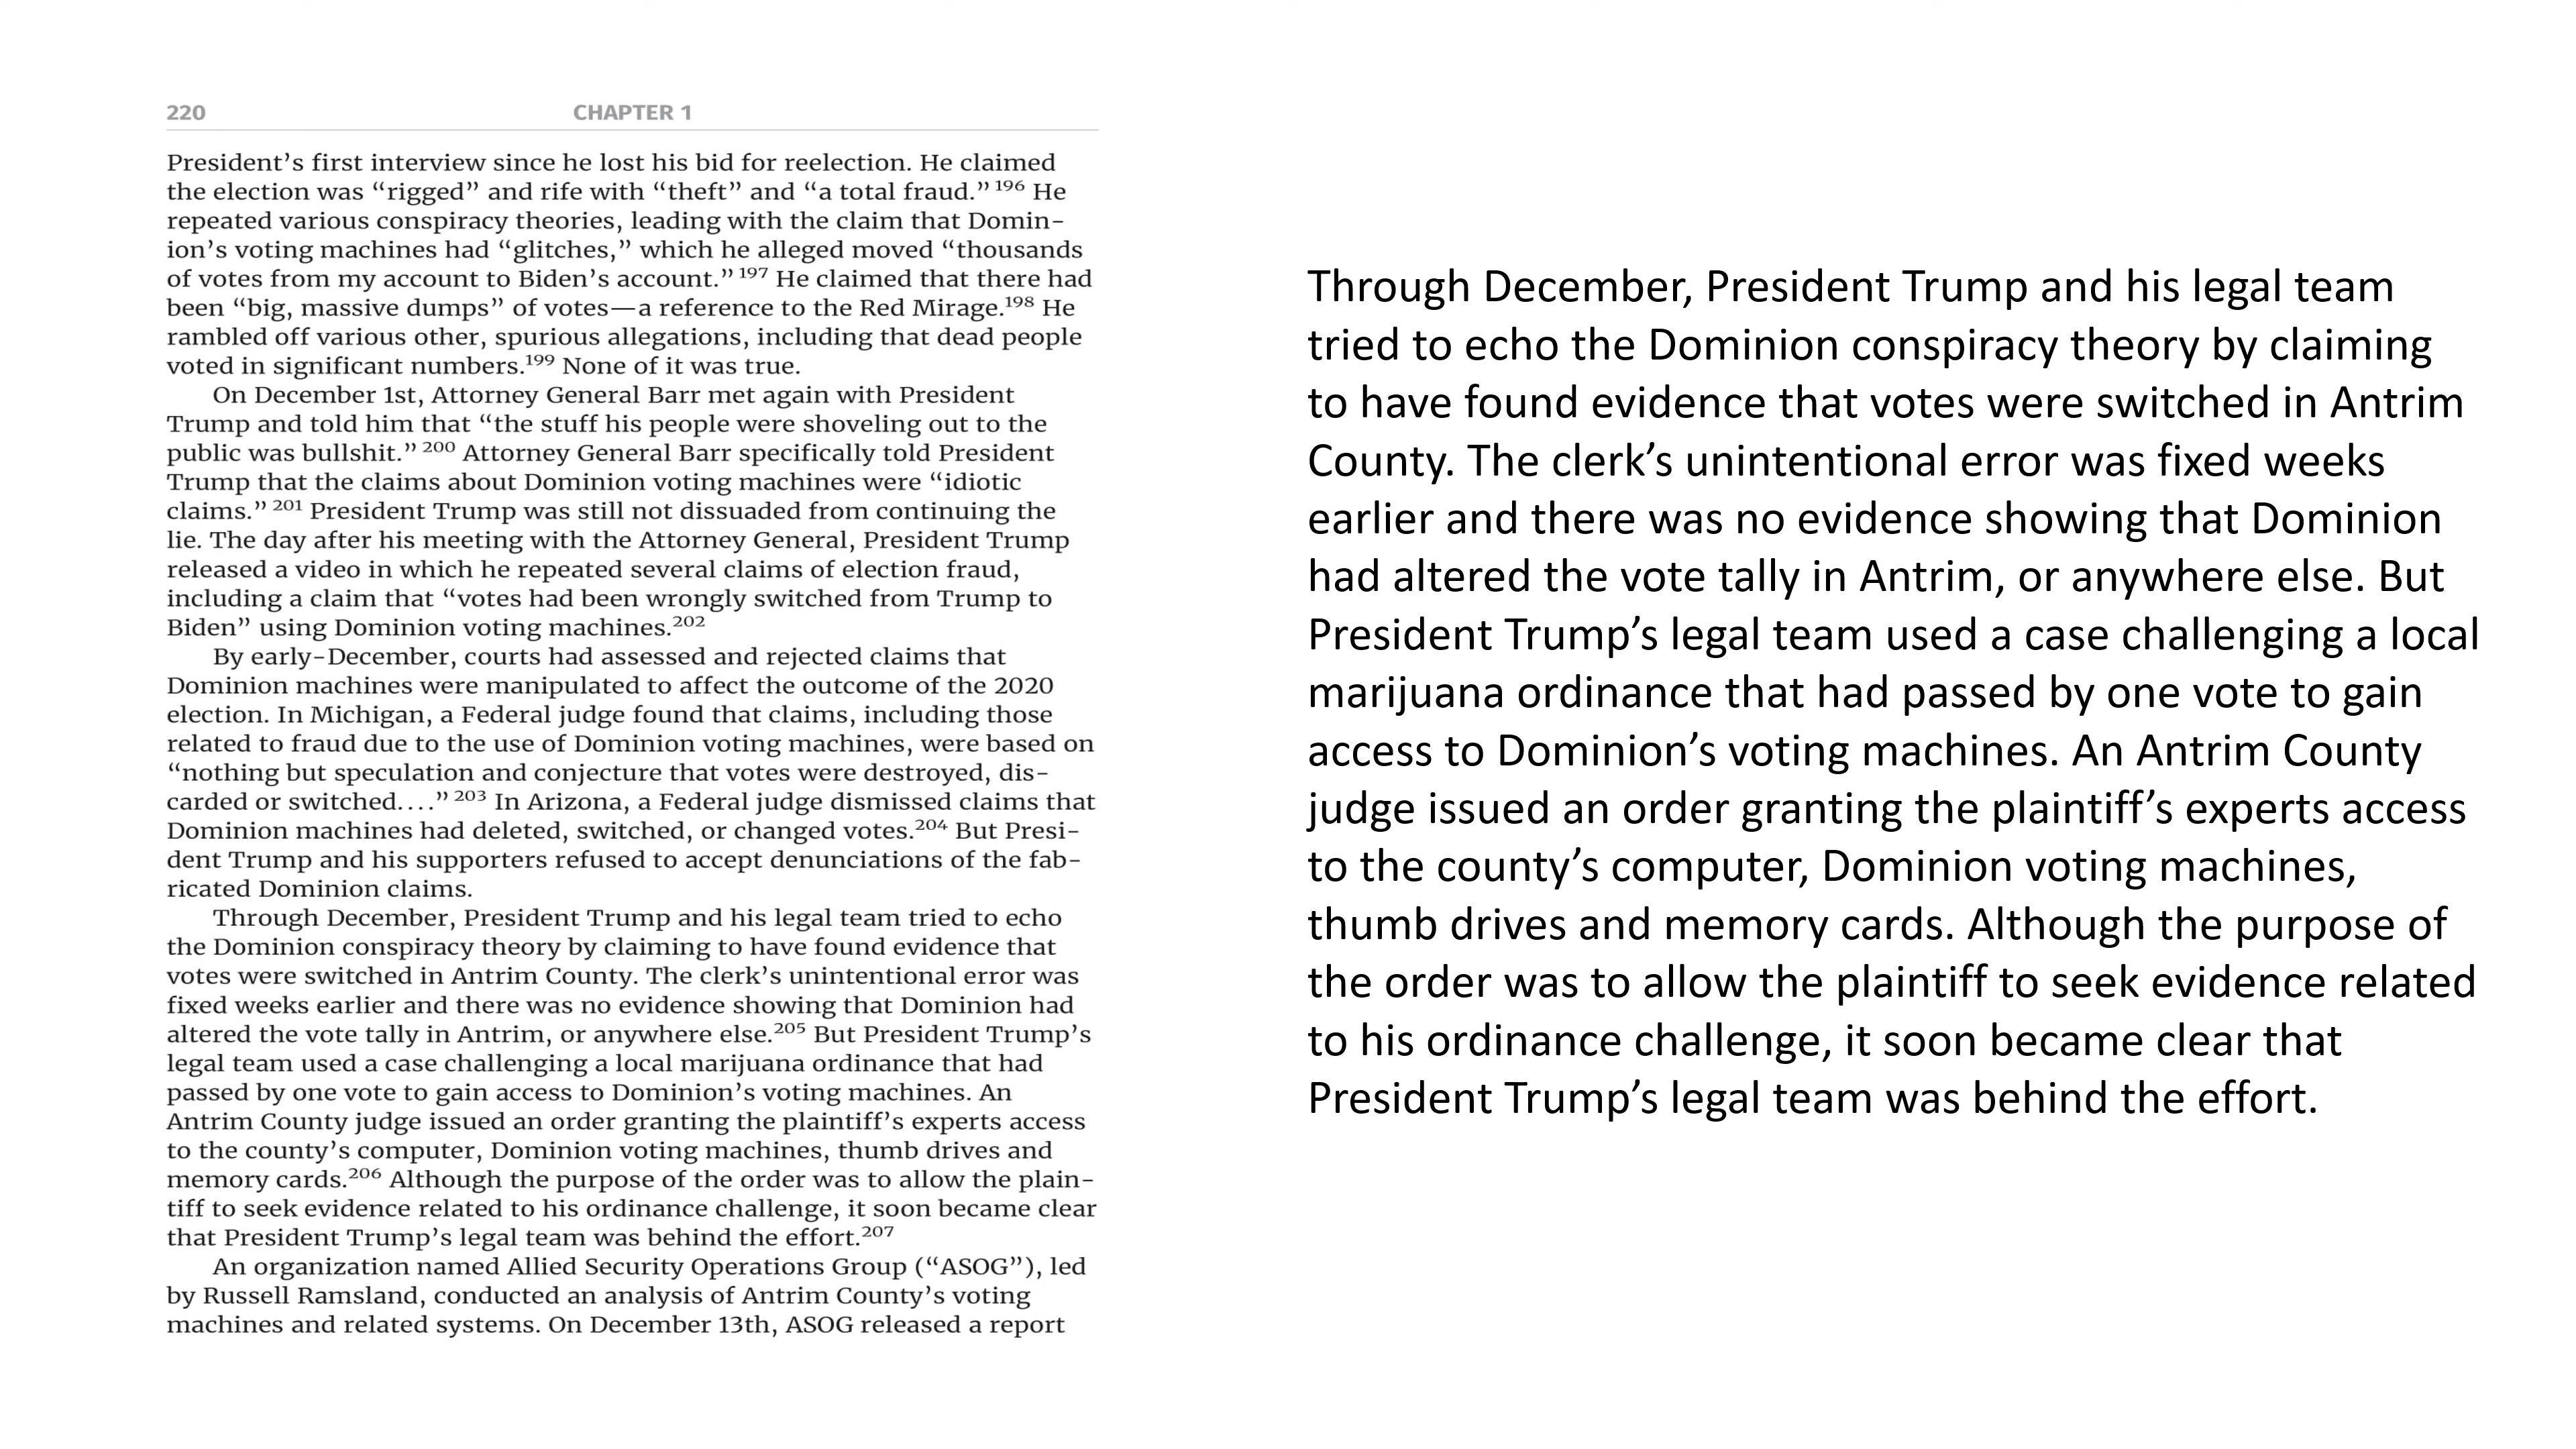 220 CHAPTER 1
President’s first interview since he lost his bid for reelection. He claimed
the election was “rigged” and rife with “theft” and “a total fraud.” 196 He
repeated various conspiracy theories, leading with the claim that Domin-
ion’s voting machines had “glitches,” which he alleged moved “thousands
of votes from my account to Biden’s account.” 197 He claimed that there had
been “big, massive dumps” of votes—a reference to the Red Mirage.198 He
rambled off various other, spurious allegations, including that dead people
voted in significant numbers.199 None of it was true.
On December 1st, Attorney General Barr met again with President
Trump and told him that “the stuff his people were shoveling out to the
public was bullshit.” 200 Attorney General Barr specifically told President
Trump that the claims about Dominion voting machines were “idiotic
claims.” 201 President Trump was still not dissuaded from continuing the
lie. The day after his meeting with the Attorney General, President Trump
released a video in which he repeated several claims of election fraud,
including a claim that “votes had been wrongly switched from Trump to
Biden” using Dominion voting machines.202
By early-December, courts had assessed and rejected claims that
Dominion machines were manipulated to affect the outcome of the 2020
election. In Michigan, a Federal judge found that claims, including those
related to fraud due to the use of Dominion voting machines, were based on
“nothing but speculation and conjecture that votes were destroyed, dis-
carded or switched....” 203 In Arizona, a Federal judge dismissed claims that
Dominion machines had deleted, switched, or changed votes.204 But Presi-
dent Trump and his supporters refused to accept denunciations of the fab-
ricated Dominion claims.
Through December, President Trump and his legal team tried to echo
the Dominion conspiracy theory by claiming to have found evidence that
votes were switched in Antrim County. The clerk’s unintentional error was
fixed weeks earlier and there was no evidence showing that Dominion had
altered the vote tally in Antrim, or anywhere else.205 But President Trump’s
legal team used a case challenging a local marijuana ordinance that had
passed by one vote to gain access to Dominion’s voting machines. An
Antrim County judge issued an order granting the plaintiff’s experts access
to the county’s computer, Dominion voting machines, thumb drives and
memory cards.206 Although the purpose of the order was to allow the plain-
tiff to seek evidence related to his ordinance challenge, it soon became clear
that President Trump’s legal team was behind the effort.207
An organization named Allied Security Operations Group (“ASOG”), led
by Russell Ramsland, conducted an analysis of Antrim County’s voting
machines and related systems. On December 13th, ASOG released a report
Through December, President Trump and his legal team
tried to echo the Dominion conspiracy theory by claiming
to have found evidence that votes were switched in Antrim
County. The clerk’s unintentional error was fixed weeks
earlier and there was no evidence showing that Dominion
had altered the vote tally in Antrim, or anywhere else. But
President Trump’s legal team used a case challenging a local
marijuana ordinance that had passed by one vote to gain
access to Dominion’s voting machines. An Antrim County
judge issued an order granting the plaintiff’s experts access
to the county’s computer, Dominion voting machines,
thumb drives and memory cards. Although the purpose of
the order was to allow the plaintiff to seek evidence related
to his ordinance challenge, it soon became clear that
President Trump’s legal team was behind the effort.